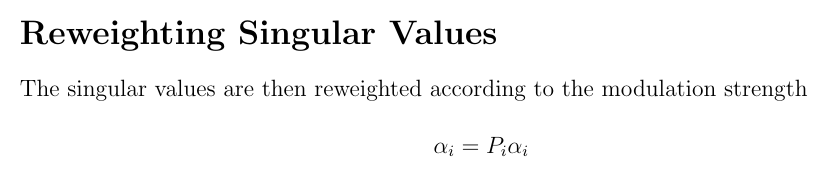 Reweighting Singular Values
The singular values are then reweighted according to the modulation strength
αᵢ = Pᵢαᵢ